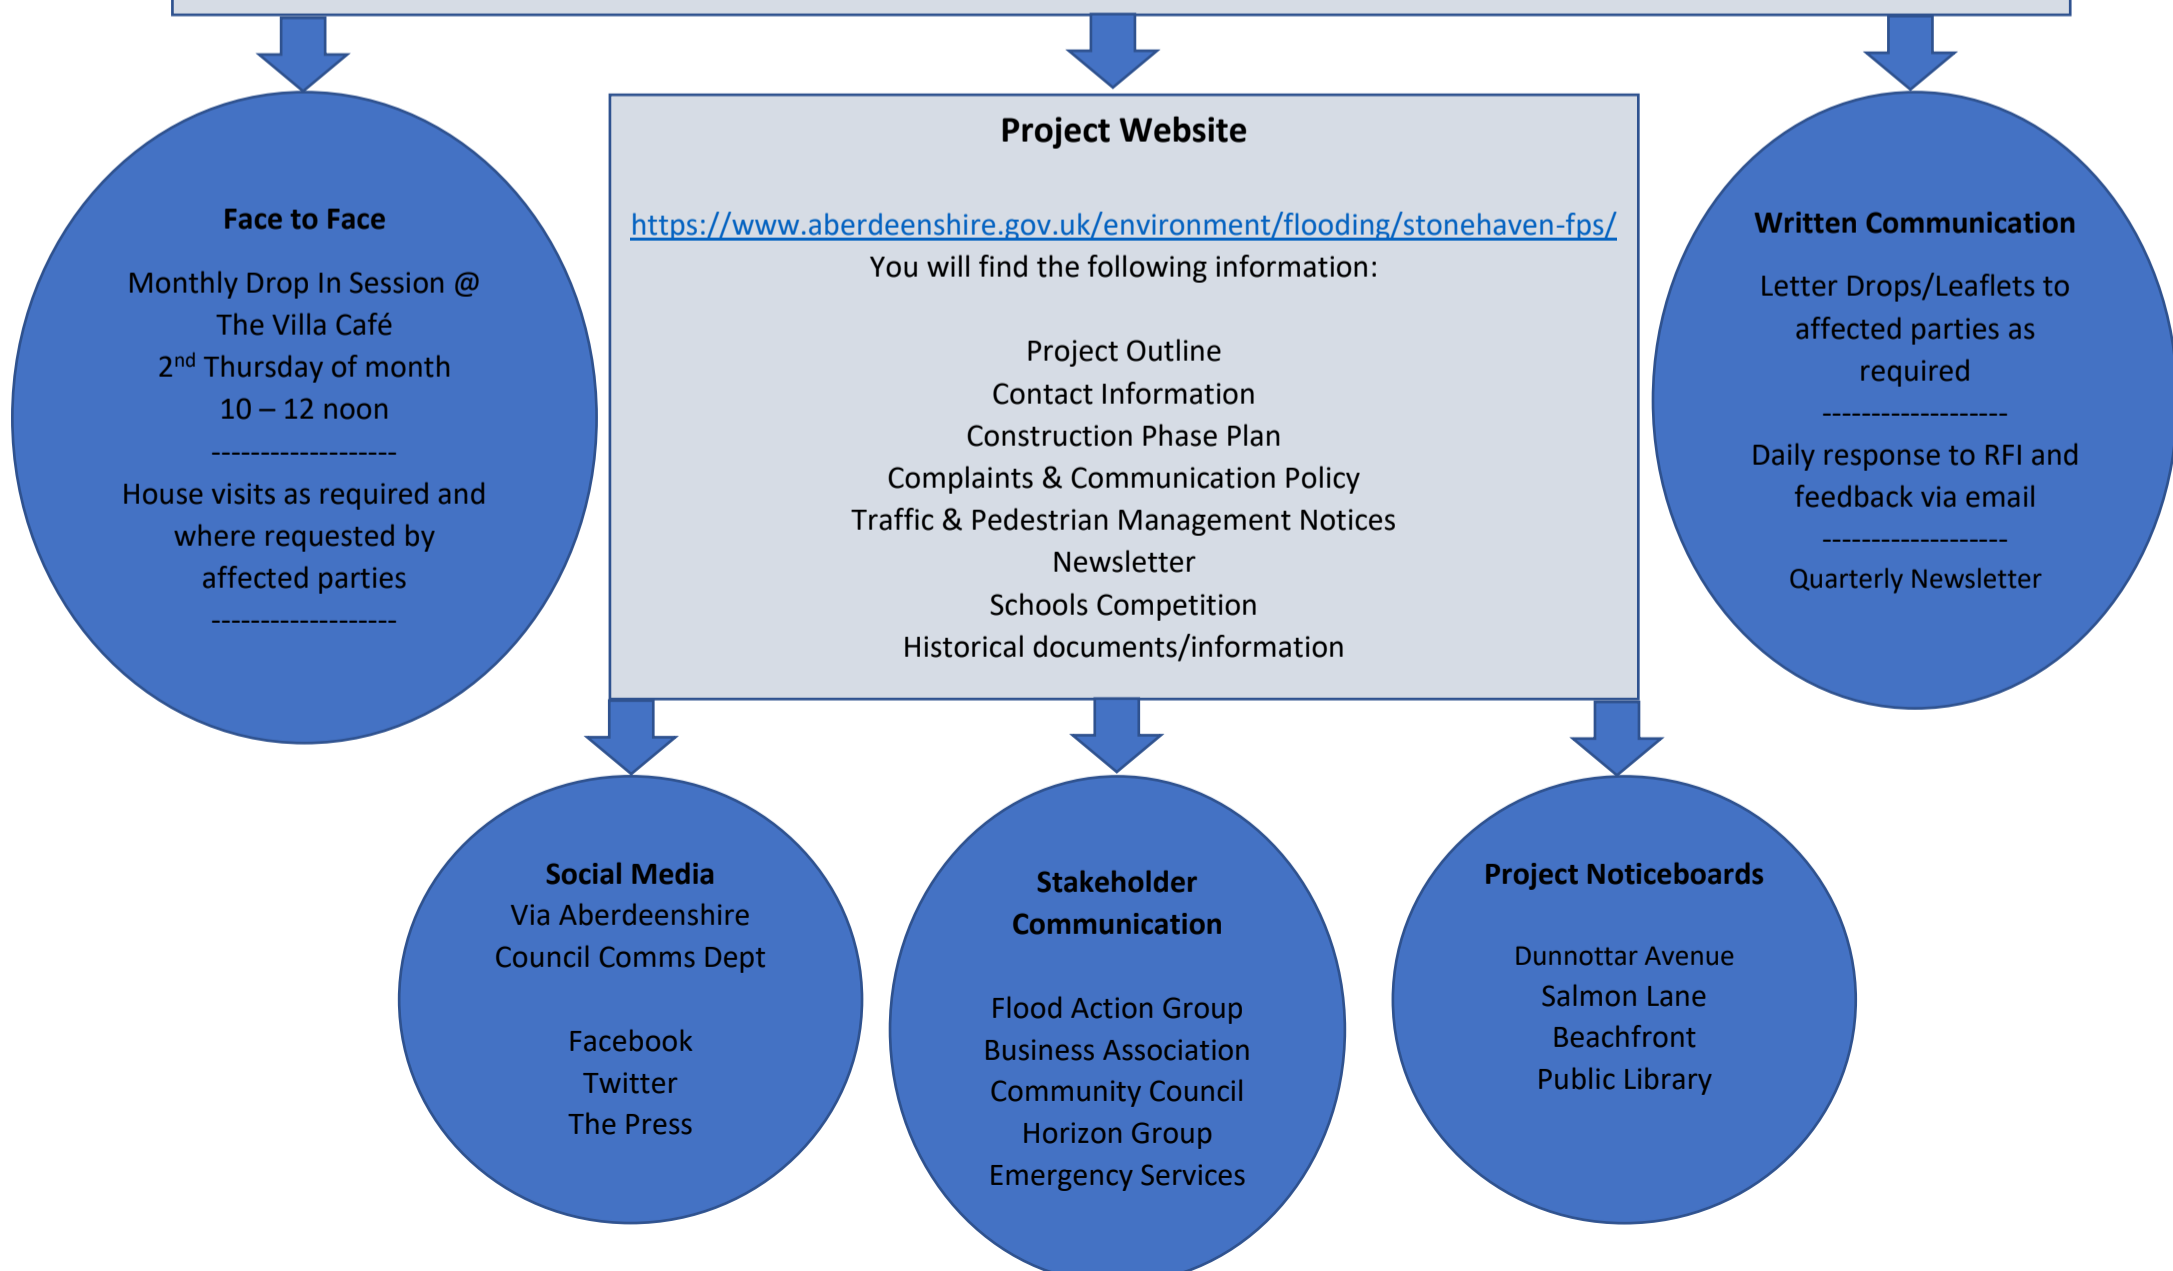 Face to Face
Monthly Drop In Session @
The Villa Café
2nd Thursday of month
10 – 12 noon
-------------------
House visits as required and
where requested by
affected parties
-------------------
Project Website
https://www.aberdeenshire.gov.uk/environment/flooding/stonehaven-fps/
You will find the following information:
Project Outline
Contact Information
Construction Phase Plan
Complaints & Communication Policy
Traffic & Pedestrian Management Notices
Newsletter
Schools Competition
Historical documents/information
Written Communication
Letter Drops/Leaflets to
affected parties as
required
-------------------
Daily response to RFI and
feedback via email
-------------------
Quarterly Newsletter
Social Media
Via Aberdeenshire
Council Comms Dept
Facebook
Twitter
The Press
Stakeholder
Communication
Flood Action Group
Business Association
Community Council
Horizon Group
Emergency Services
Project Noticeboards
Dunnottar Avenue
Salmon Lane
Beachfront
Public Library